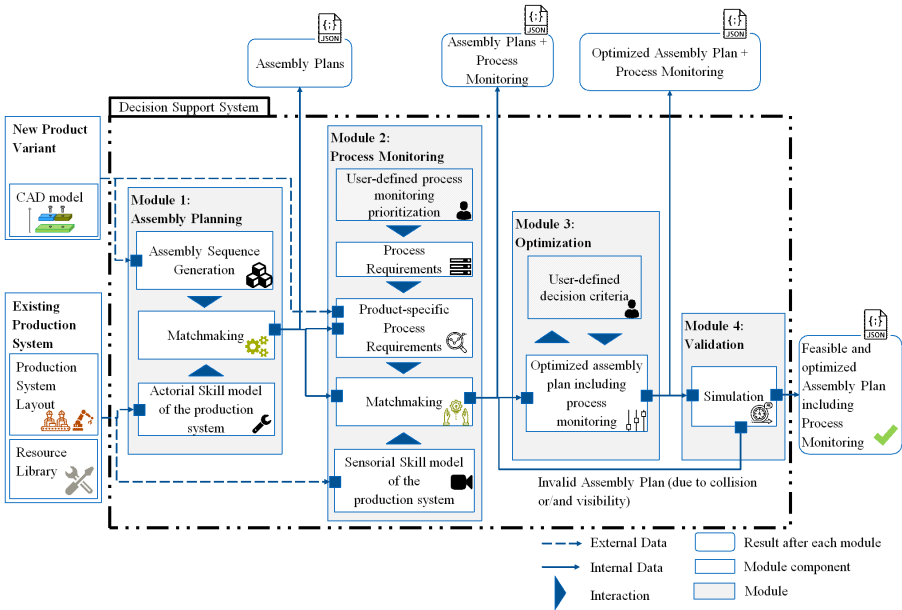 {;}
JSON
Assembly Plans
{;}
JSON
Assembly Plans +
Process
Monitoring
{;}
JSON
Optimized Assembly Plan +
Process Monitoring
Decision Support System
New Product
Variant
CAD model
Existing
Production
System
Production
System
Layout
Resource
Library
Module 1:
Assembly Planning
Assembly Sequence
Generation
Matchmaking
Actorial Skill model
of the production
system
Module 2:
Process Monitoring
User-defined process
monitoring
prioritization
Process
Requirements
Product-specific
Process
Requirements
Matchmaking
Sensorial Skill model
of the
production system
Module 3:
Optimization
User-defined
decision criteria
Optimized assembly
plan including
process
monitoring
Module 4:
Validation
Simulation
{;}
JSON
Feasible and
optimized
Assembly Plan
including
Process
Monitoring
Invalid Assembly Plan (due to collision
or/and visibility)
External Data
Internal Data
Interaction
Result after each module
Module component
Module